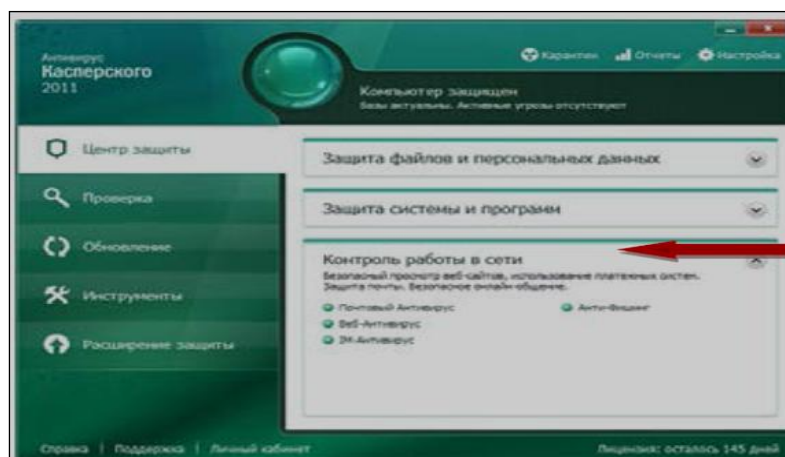 Антивирус
Касперского
2011
Карантин Отчеты Настройка
Компьютер защищен
Базы актуальны. Активные угрозы отсутствуют
Центр защиты
Проверка
Обновление
Инструменты
Расширение защиты
Защита файлов и персональных данных
Защита системы и программ
Контроль работы в сети
Безопасный просмотр веб-сайтов, использование платежных систем.
Защита почты. Безопасное онлайн-общение.
Почтовый Антивирус Анти-Фишинг
Веб-Антивирус
IM-Антивирус
Справка | Поддержка | Личный кабинет
Лицензия: осталось 145 дней